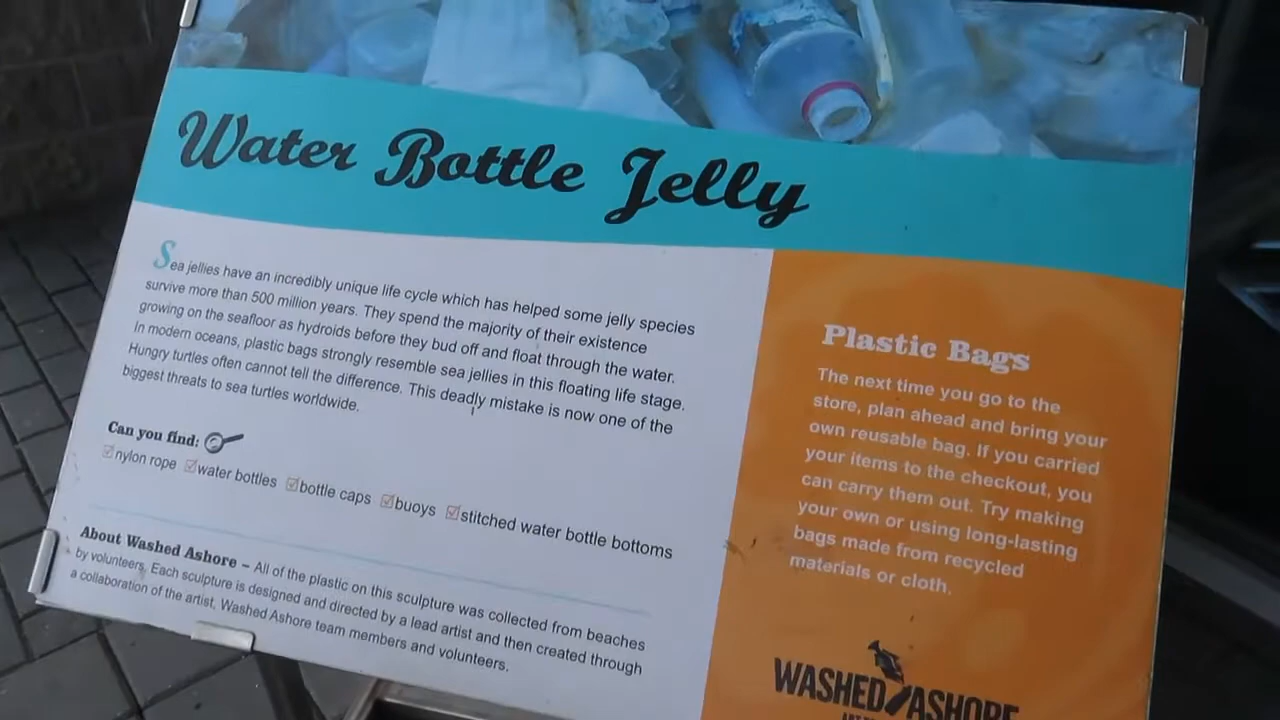 Water Bottle Jelly
Sea jellies have an incredibly unique life cycle which has helped some jelly species
survive more than 500 million years. They spend the majority of their existence
growing on the seafloor as hydroids before they bud off and float through the water.
In modern oceans, plastic bags strongly resemble sea jellies in this floating life stage.
Hungry turtles often cannot tell the difference. This deadly mistake is now one of the
biggest threats to sea turtles worldwide.
Can you find:
nylon rope water bottles bottle caps buoys stitched water bottle bottoms
About Washed Ashore – All of the plastic on this sculpture was collected from beaches
by volunteers. Each sculpture is designed and directed by a lead artist and then created through
a collaboration of the artist, Washed Ashore team members and volunteers.
Plastic Bags
The next time you go to the
store, plan ahead and bring your
own reusable bag. If you carried
your items to the checkout, you
can carry them out. Try making
your own or using long-lasting
bags made from recycled
materials or cloth.
WASHED ASHORE